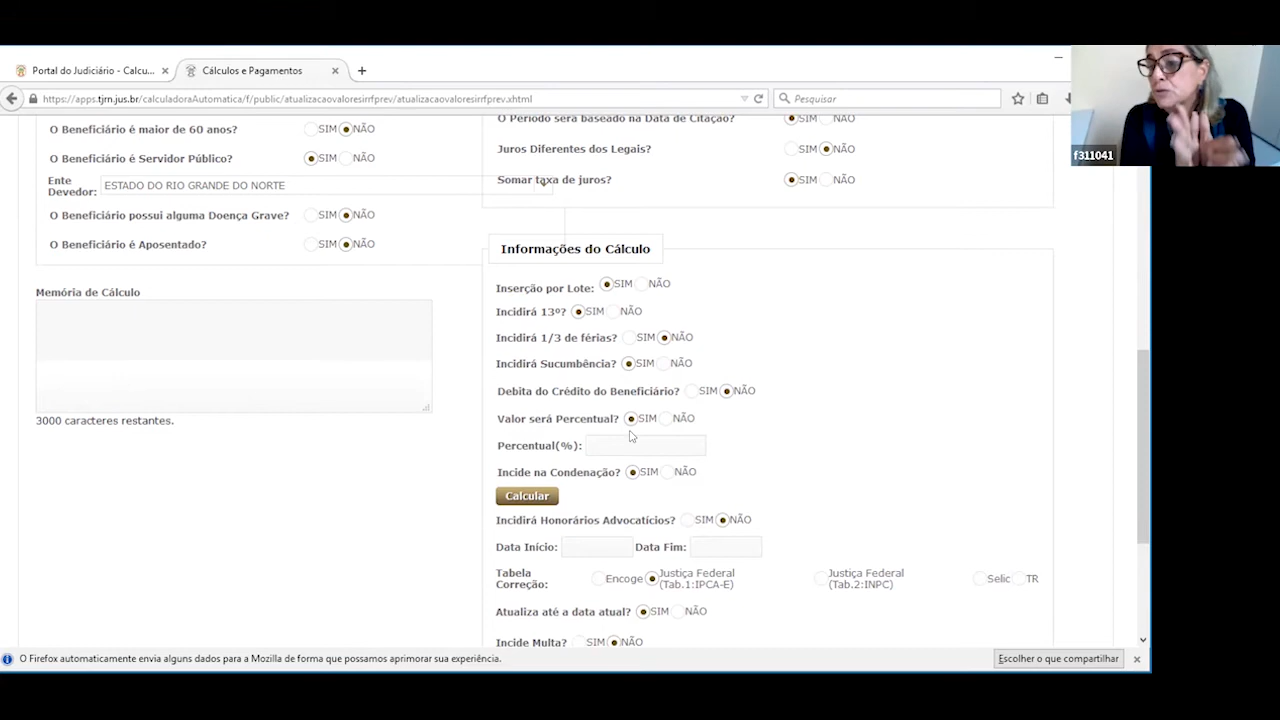 Portal do Judiciário - Calcu...
Cálculos e Pagamentos
https://apps.tjrn.jus.br/calculadoraAutomatica/f/public/atualizacaovaloresirrfprev/atualizacaovaloresirrfprev.xhtml
Pesquisar
f311041
O Beneficiário é maior de 60 anos? SIM NÃO
O Beneficiário é Servidor Público? SIM NÃO
Ente
Devedor: ESTADO DO RIO GRANDE DO NORTE
O Beneficiário possui alguma Doença Grave? SIM NÃO
O Beneficiário é Aposentado? SIM NÃO
Memória de Cálculo
3000 caracteres restantes.
O Período será baseado na Data de Citação? SIM NÃO
Juros Diferentes dos Legais? SIM NÃO
Somar taxa de juros? SIM NÃO
Informações do Cálculo
Inserção por Lote: SIM NÃO
Incidirá 13º? SIM NÃO
Incidirá 1/3 de férias? SIM NÃO
Incidirá Sucumbência? SIM NÃO
Debita do Crédito do Beneficiário? SIM NÃO
Valor será Percentual? SIM NÃO
Percentual(%):
Incide na Condenação? SIM NÃO
Calcular
Incidirá Honorários Advocatícios? SIM NÃO
Data Início: Data Fim:
Tabela
Correção: Encoge Justiça Federal
(Tab.1:IPCA-E) Justiça Federal
(Tab.2:INPC) Selic TR
Atualiza até a data atual? SIM NÃO
Incide Multa? SIM NÃO
O Firefox automaticamente envia alguns dados para a Mozilla de forma que possamos aprimorar sua experiência.
Escolher o que compartilhar